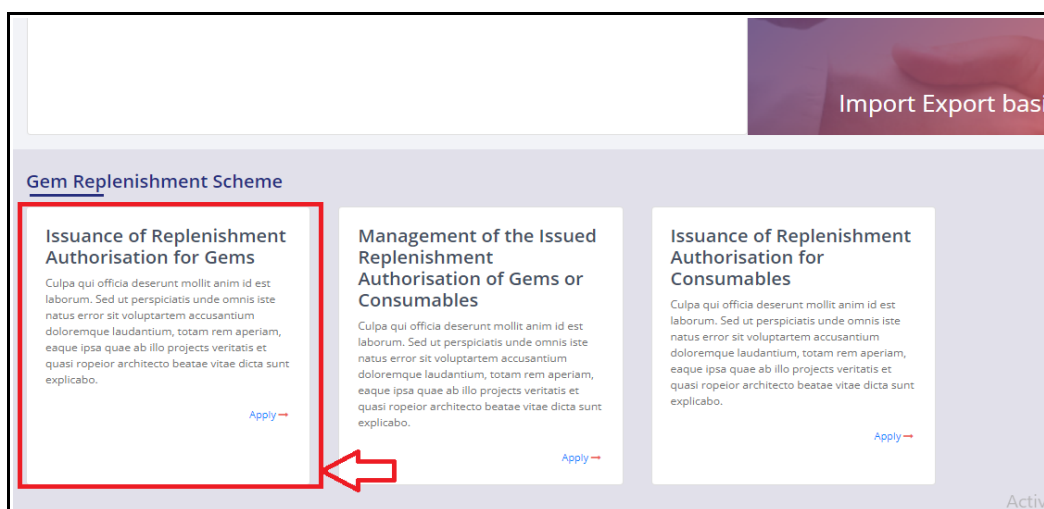 Import Export basi
Gem Replenishment Scheme
Issuance of Replenishment
Authorisation for Gems
Culpa qui officia deserunt mollit anim id est
laborum. Sed ut perspiciatis unde omnis iste
natus error sit voluptartem accusantium
doloremque laudantium, totam rem aperiam,
eaque ipsa quae ab illo projects veritatis et
quasi ropeior architecto beatae vitae dicta sunt
explicabo.
Apply
Management of the Issued
Replenishment
Authorisation of Gems or
Consumables
Culpa qui officia deserunt mollit anim id est
laborum. Sed ut perspiciatis unde omnis iste
natus error sit voluptartem accusantium
doloremque laudantium, totam rem aperiam,
eaque ipsa quae ab illo projects veritatis et
quasi ropeior architecto beatae vitae dicta sunt
explicabo.
Apply
Issuance of Replenishment
Authorisation for
Consumables
Culpa qui officia deserunt mollit anim id est
laborum. Sed ut perspiciatis unde omnis iste
natus error sit voluptartem accusantium
doloremque laudantium, totam rem aperiam,
eaque ipsa quae ab illo projects veritatis et
quasi ropeior architecto beatae vitae dicta sunt
explicabo.
Apply
Activ